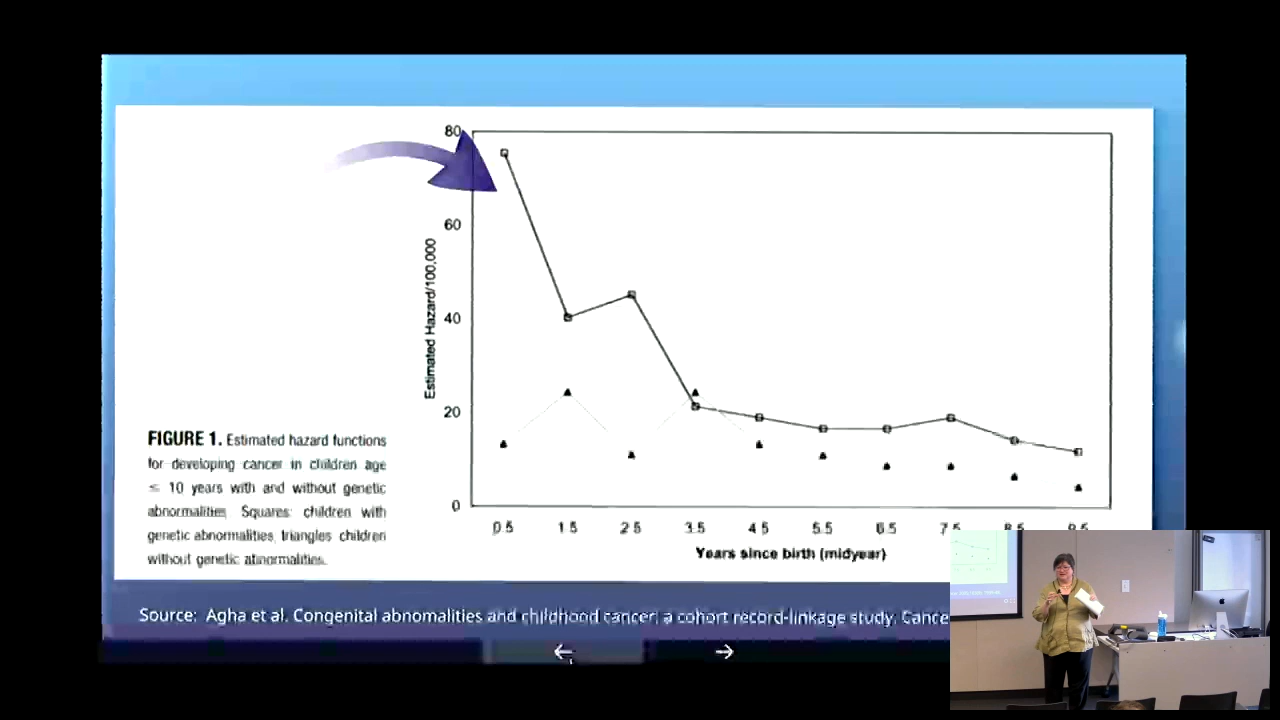 80
60
40
20
0
Estimated Hazard/100,000
0.5 1.5 2.5 3.5 4.5 5.5 6.5 7.5 8.5 9.5
Years since birth (midyear)
FIGURE 1. Estimated hazard functions
for developing cancer in children age
≤ 10 years with and without genetic
abnormalities. Squares: children with
genetic abnormalities; triangles: children
without genetic abnormalities.
Source: Agha et al. Congenital abnomalities and childhood cancer: a cohort record-linkage study. Cance